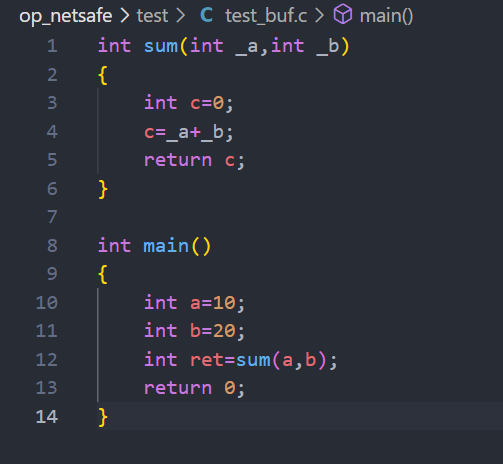 op_netsafe > test > C test_buf.c > main()
1 int sum(int _a,int _b)
2 {
3     int c=0;
4     c=_a+_b;
5     return c;
6 }
7
8 int main()
9 {
10     int a=10;
11     int b=20;
12     int ret=sum(a,b);
13     return 0;
14 }